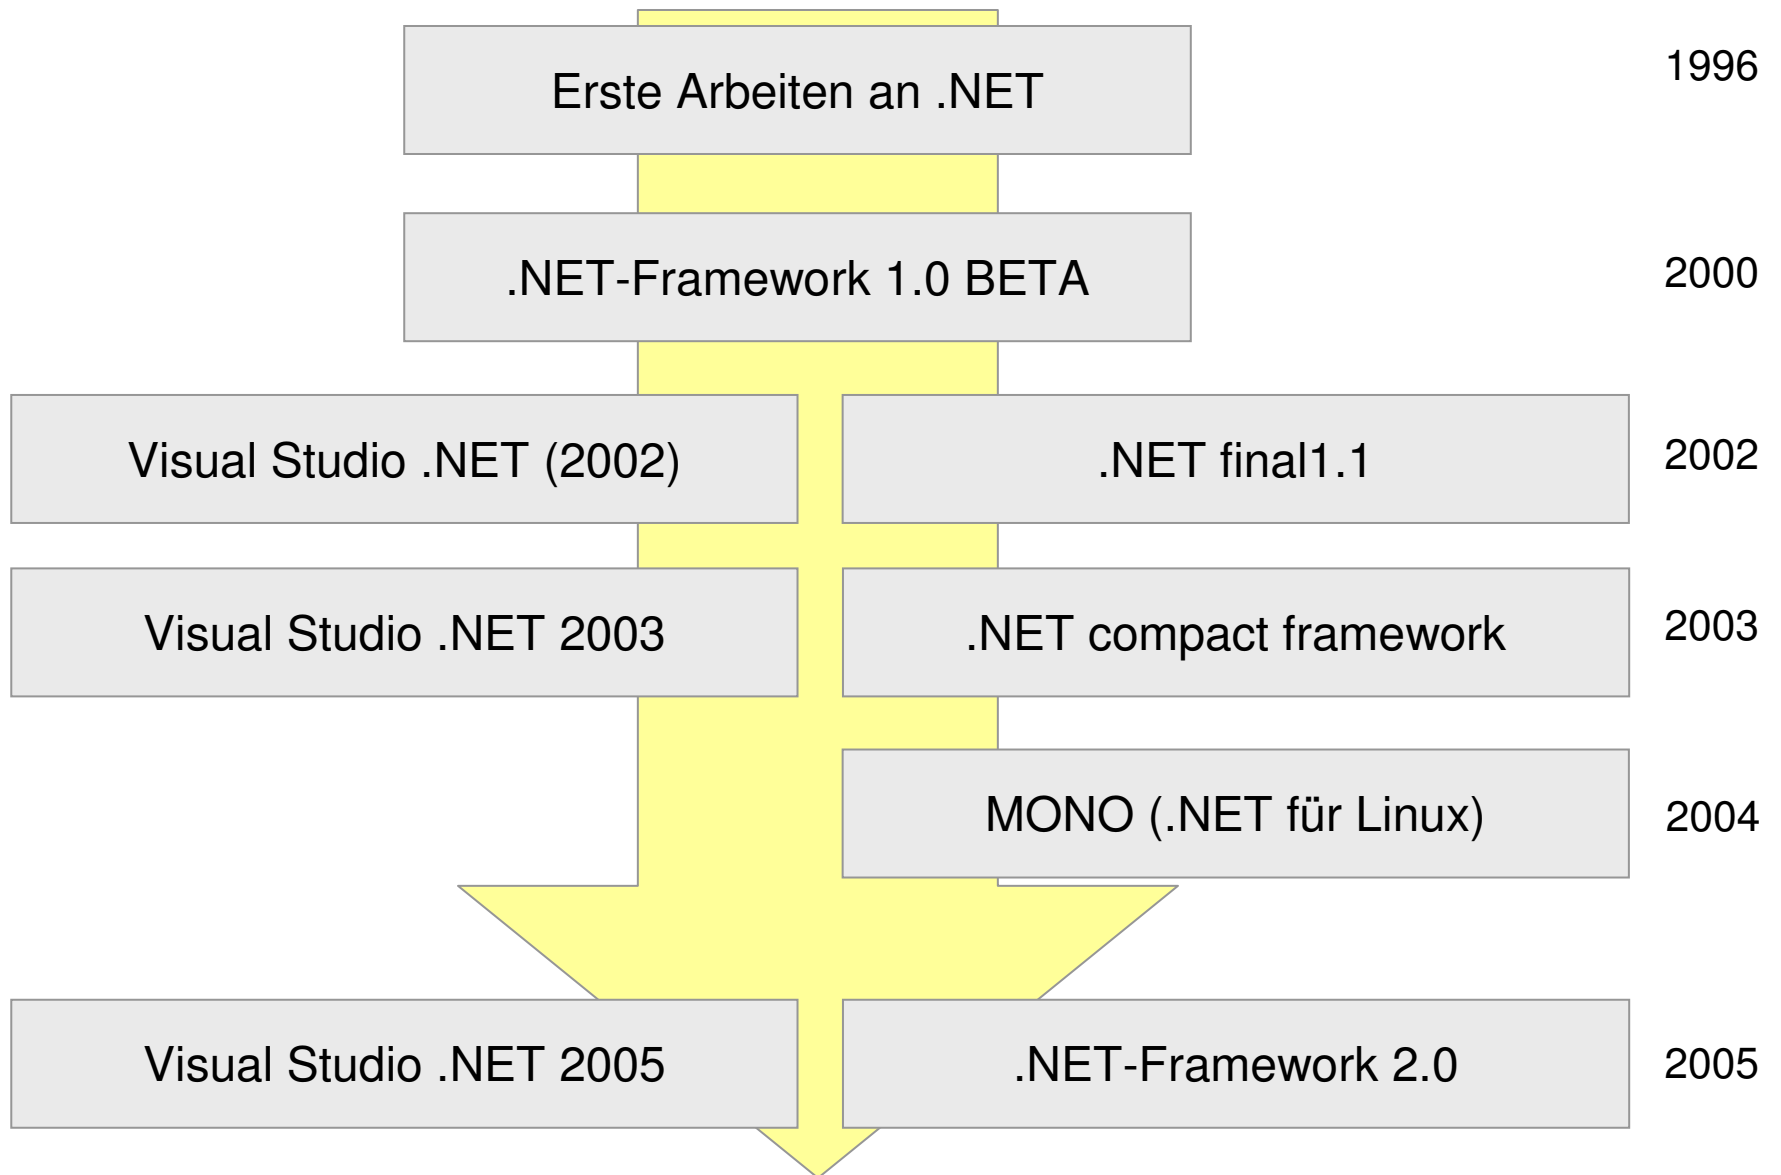 Erste Arbeiten an .NET
1996
.NET-Framework 1.0 BETA
2000
Visual Studio .NET (2002)
.NET final1.1
2002
Visual Studio .NET 2003
.NET compact framework
2003
MONO (.NET für Linux)
2004
Visual Studio .NET 2005
.NET-Framework 2.0
2005